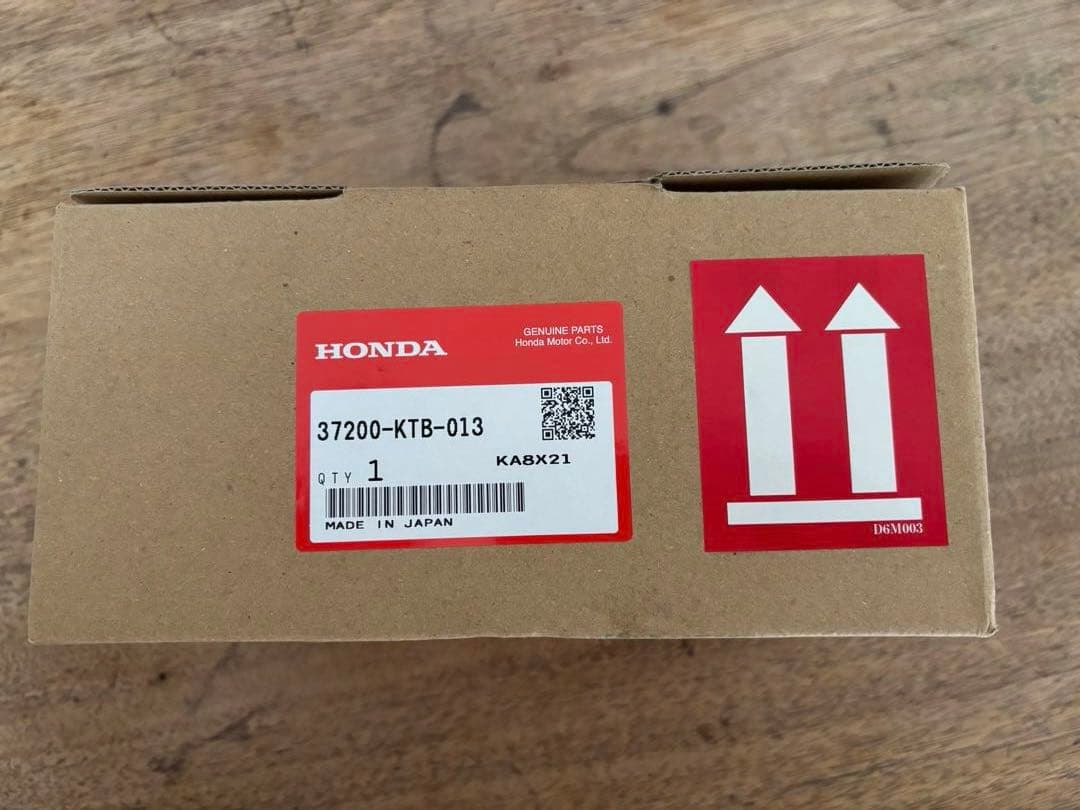 HONDA
GENUINE PARTS
Honda Motor Co., Ltd.
37200-KTB-013
KA8X21
QTY 1
MADE IN JAPAN
D6M003